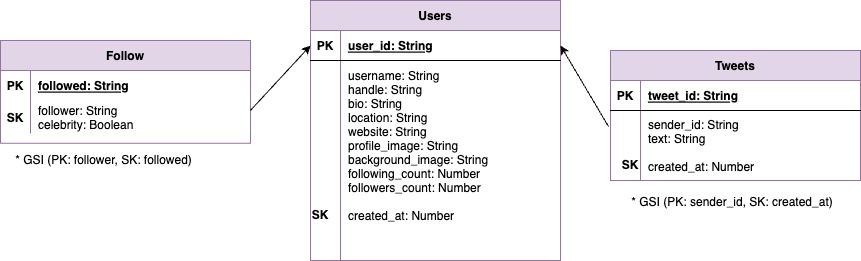 Follow
PK followed: String
SK follower: String
celebrity: Boolean
* GSI (PK: follower, SK: followed)
Users
PK user_id: String
username: String
handle: String
bio: String
location: String
website: String
profile_image: String
background_image: String
following_count: Number
followers_count: Number
SK created_at: Number
Tweets
PK tweet_id: String
sender_id: String
text: String
SK created_at: Number
* GSI (PK: sender_id, SK: created_at)